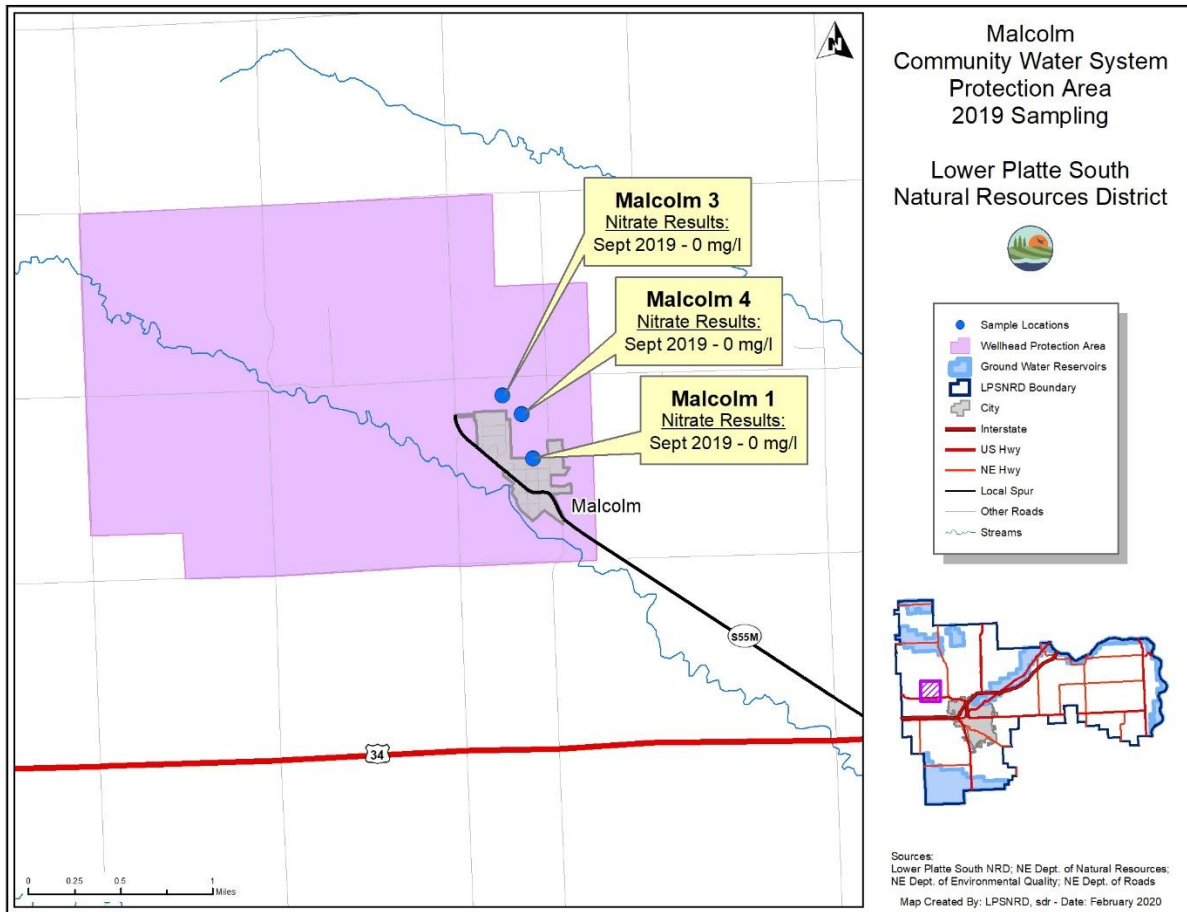 N
Malcolm
Community Water System
Protection Area
2019 Sampling
Lower Platte South
Natural Resources District
Malcolm 3
Nitrate Results:
Sept 2019 - 0 mg/l
Malcolm 4
Nitrate Results:
Sept 2019 - 0 mg/l
Malcolm 1
Nitrate Results:
Sept 2019 - 0 mg/l
Malcolm
S55M
34
0 0.25 0.5 1
Miles
Sample Locations
Wellhead Protection Area
Ground Water Reservoirs
LPSNRD Boundary
City
Interstate
US Hwy
NE Hwy
Local Spur
Other Roads
Streams
Sources:
Lower Platte South NRD; NE Dept. of Natural Resources;
NE Dept. of Environmental Quality; NE Dept. of Roads
Map Created By: LPSNRD, sdr - Date: February 2020